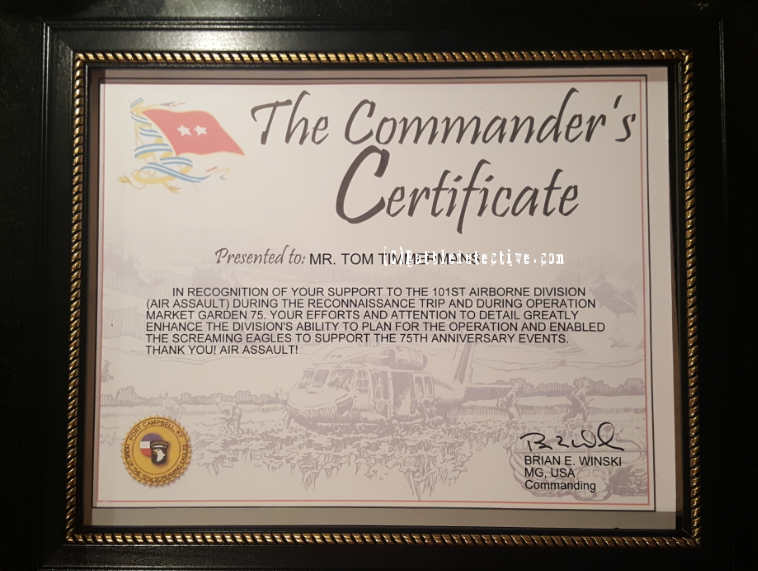 The Commander's
Certificate
Presented to: MR. TOM TIMMERMANS
IN RECOGNITION OF YOUR SUPPORT TO THE 101ST AIRBORNE DIVISION
(AIR ASSAULT) DURING THE RECONNAISSANCE TRIP AND DURING OPERATION
MARKET GARDEN 75. YOUR EFFORTS AND ATTENTION TO DETAIL GREATLY
ENHANCE THE DIVISION'S ABILITY TO PLAN FOR THE OPERATION AND ENABLED
THE SCREAMING EAGLES TO SUPPORT THE 75TH ANNIVERSARY EVENTS.
THANK YOU! AIR ASSAULT!
FORT CAMPBELL KY
BRIAN E. WINSKI
MG, USA
Commanding